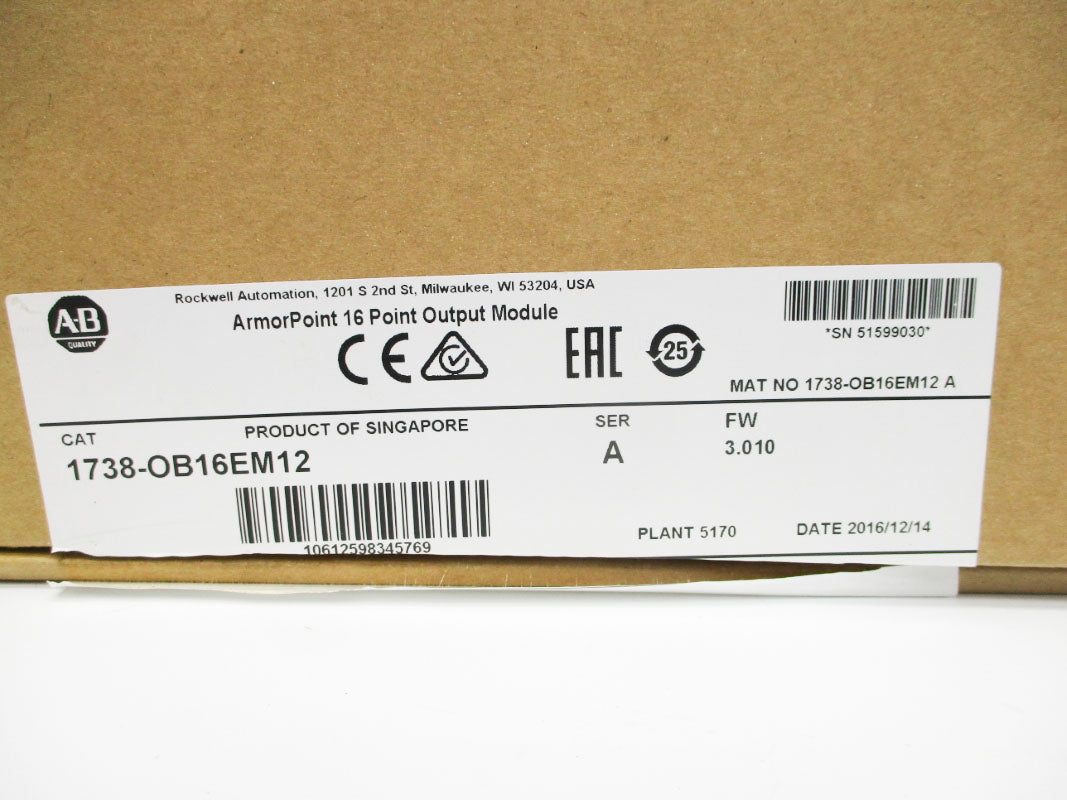 A-B
QUALITY
Rockwell Automation, 1201 S 2nd St, Milwaukee, WI 53204, USA
ArmorPoint 16 Point Output Module
CE
EAC
25
*SN 51599030*
MAT NO 1738-OB16EM12 A
CAT
PRODUCT OF SINGAPORE
SER
FW
1738-OB16EM12
A
3.010
10612598345769
PLANT 5170
DATE 2016/12/14